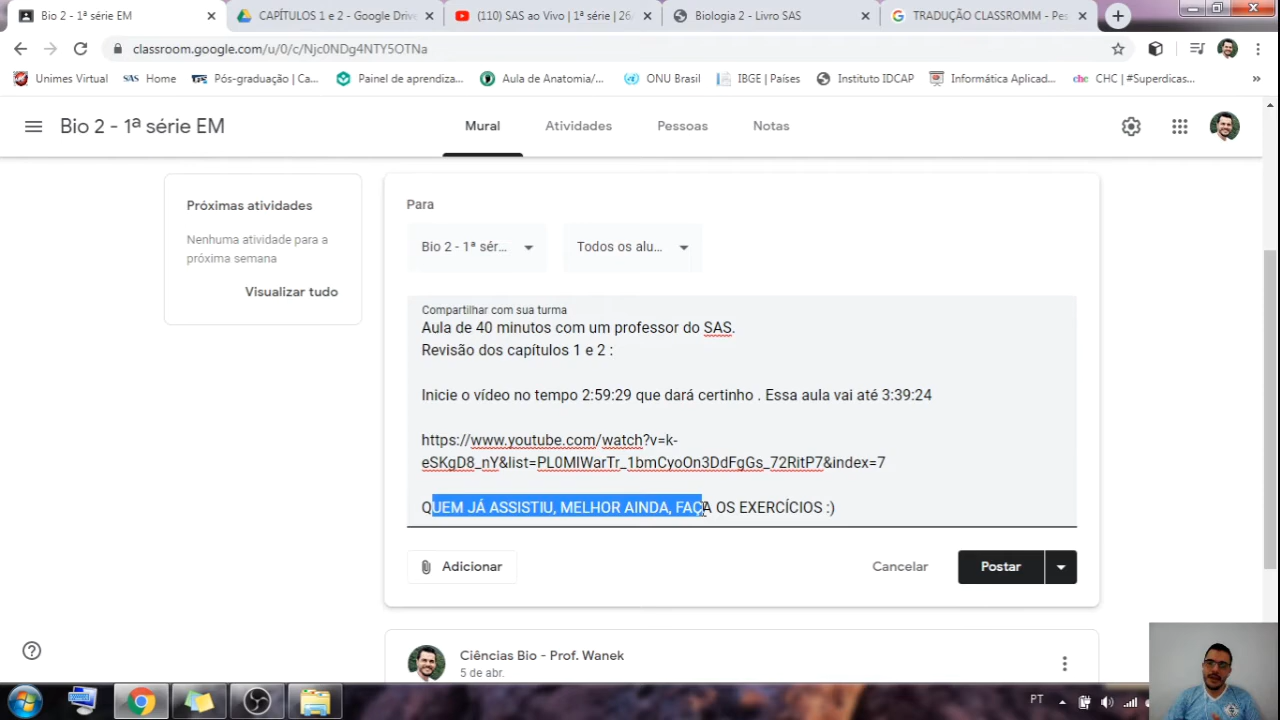 Bio 2 - 1ª série EM
CAPÍTULOS 1 e 2 - Google Drive
(110) SAS ao Vivo | 1ª série | 26/
Biologia 2 - Livro SAS
TRADUÇÃO CLASSROMM - Pes
classroom.google.com/u/0/c/Njc0NDg4NTY5OTNa
Unimes Virtual
SAS Home
Pós-graduação | Ca...
Painel de aprendiza...
Aula de Anatomia/...
ONU Brasil
IBGE | Países
Instituto IDCAP
Informática Aplicad...
chc CHC | #Superdicas...
»
Bio 2 - 1ª série EM
Mural
Atividades
Pessoas
Notas
Próximas atividades
Nenhuma atividade para a
próxima semana
Visualizar tudo
Para
Bio 2 - 1ª sér...
Todos os alu...
Compartilhar com sua turma
Aula de 40 minutos com um professor do SAS.
Revisão dos capítulos 1 e 2 :
Inicie o vídeo no tempo 2:59:29 que dará certinho . Essa aula vai até 3:39:24
https://www.youtube.com/watch?v=k-
eSKgD8_nY&list=PL0MIWarTr_1bmCyoOn3DdFgGs_72RitP7&index=7
QUEM JÁ ASSISTIU, MELHOR AINDA, FAÇA OS EXERCÍCIOS :)
Adicionar
Cancelar
Postar
Ciências Bio - Prof. Wanek
5 de abr.
PT